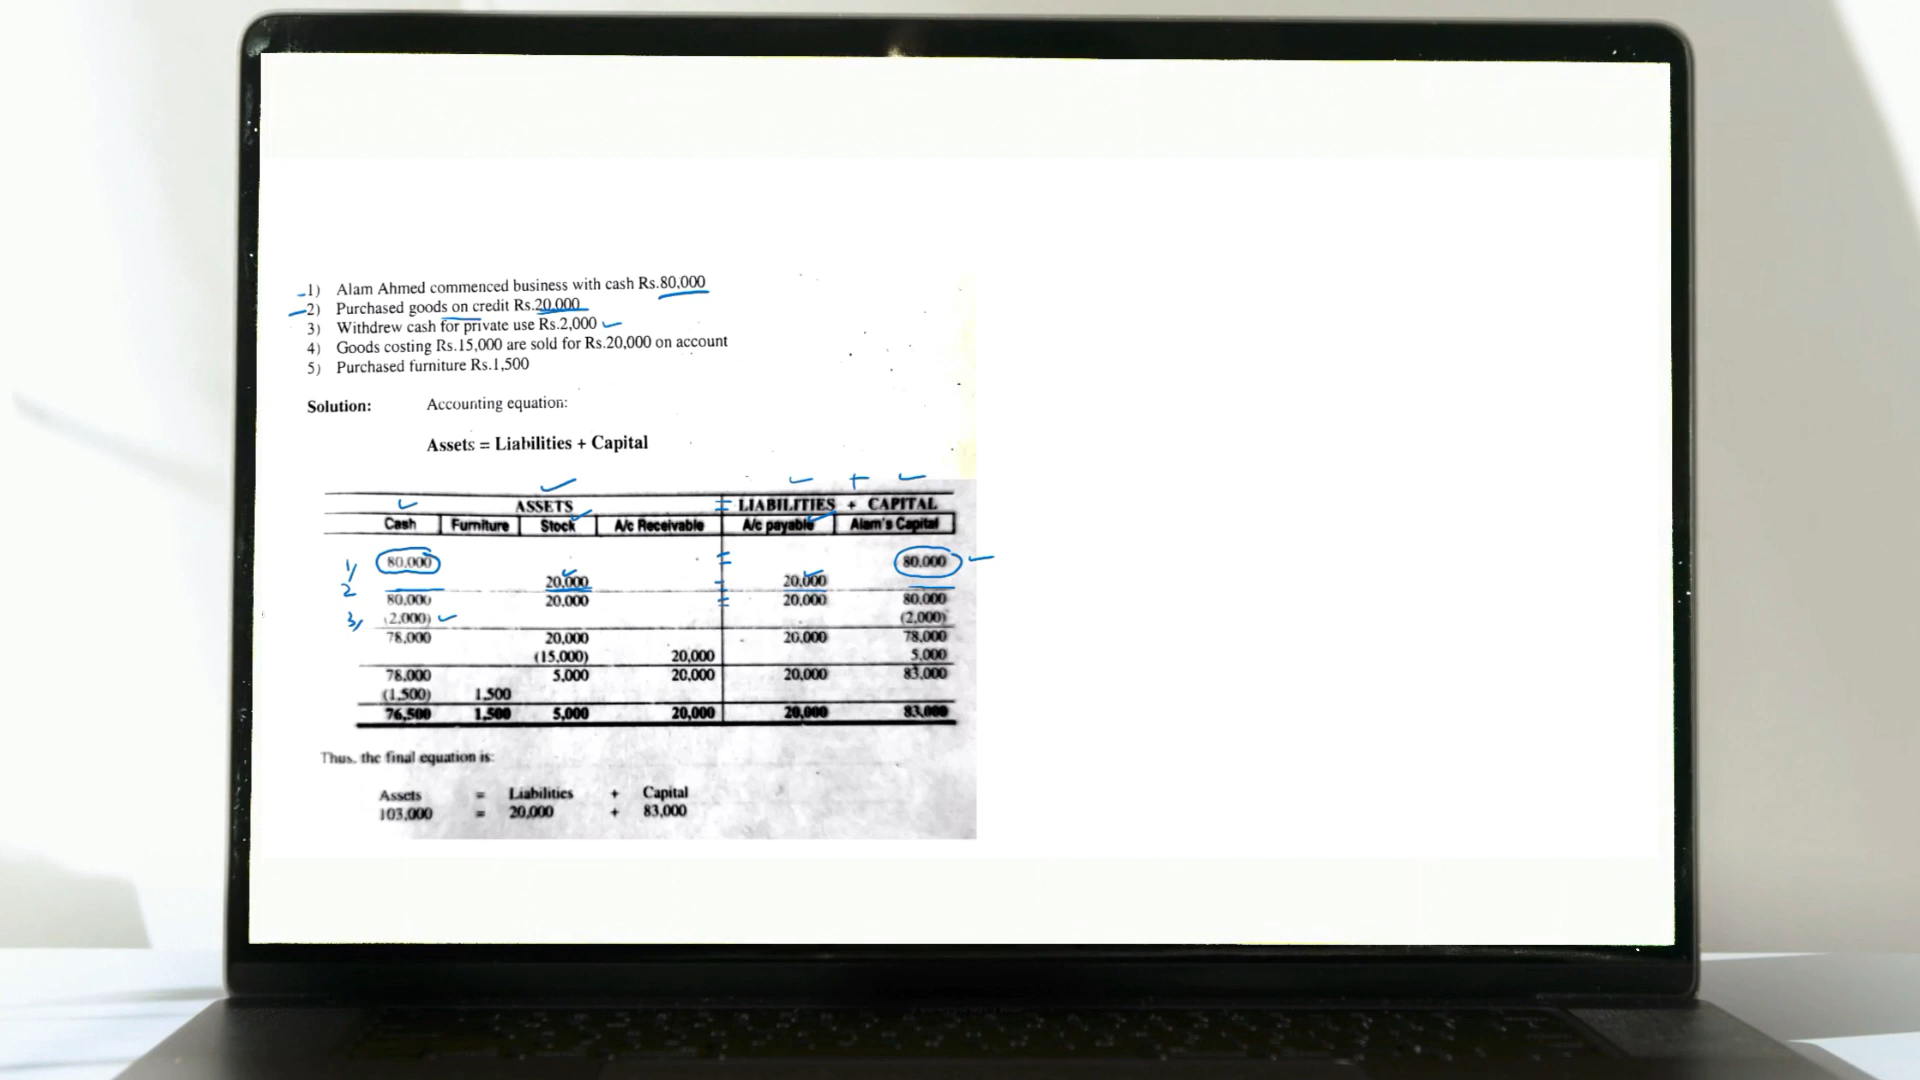 1) Alam Ahmed commenced business with cash Rs.80,000
2) Purchased goods on credit Rs.20,000
3) Withdrew cash for private use Rs.2,000
4) Goods costing Rs.15,000 are sold for Rs.20,000 on account
5) Purchased furniture Rs.1,500
Solution: Accounting equation:
Assets = Liabilities + Capital
+
ASSETS = LIABILITIES + CAPITAL
Cash Furniture Stock A/c Receivable A/c payable Alam's Capital
1) 80,000 = 80,000
2 20,000 = 20,000
80,000 20,000 = 20,000 80,000
3) (2,000) (2,000)
78,000 20,000 20,000 78,000
(15,000) 20,000 5,000
78,000 5,000 20,000 20,000 83,000
(1,500) 1,500
76,500 1,500 5,000 20,000 20,000 83,000
Thus, the final equation is:
Assets = Liabilities + Capital
103,000 = 20,000 + 83,000